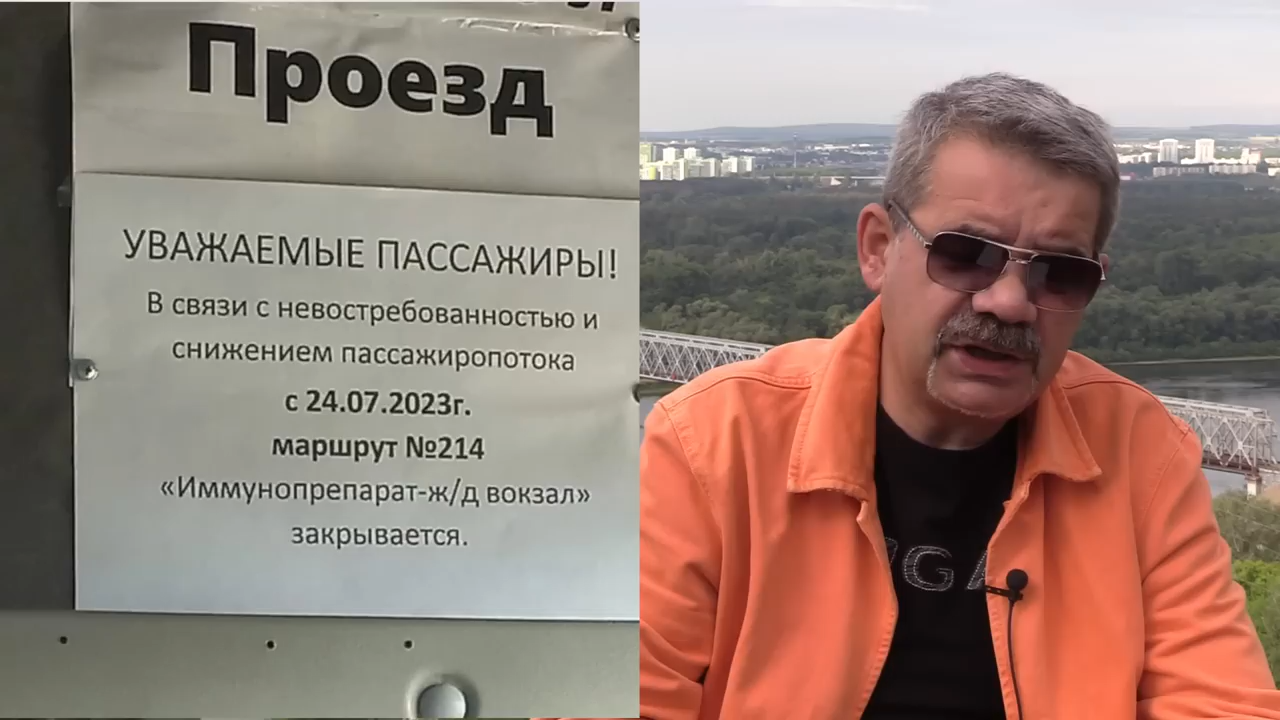 Проезд
УВАЖАЕМЫЕ ПАССАЖИРЫ!
В связи с невостребованностью и
снижением пассажиропотока
с 24.07.2023г.
маршрут №214
«Иммунопрепарат-ж/д вокзал»
закрывается.